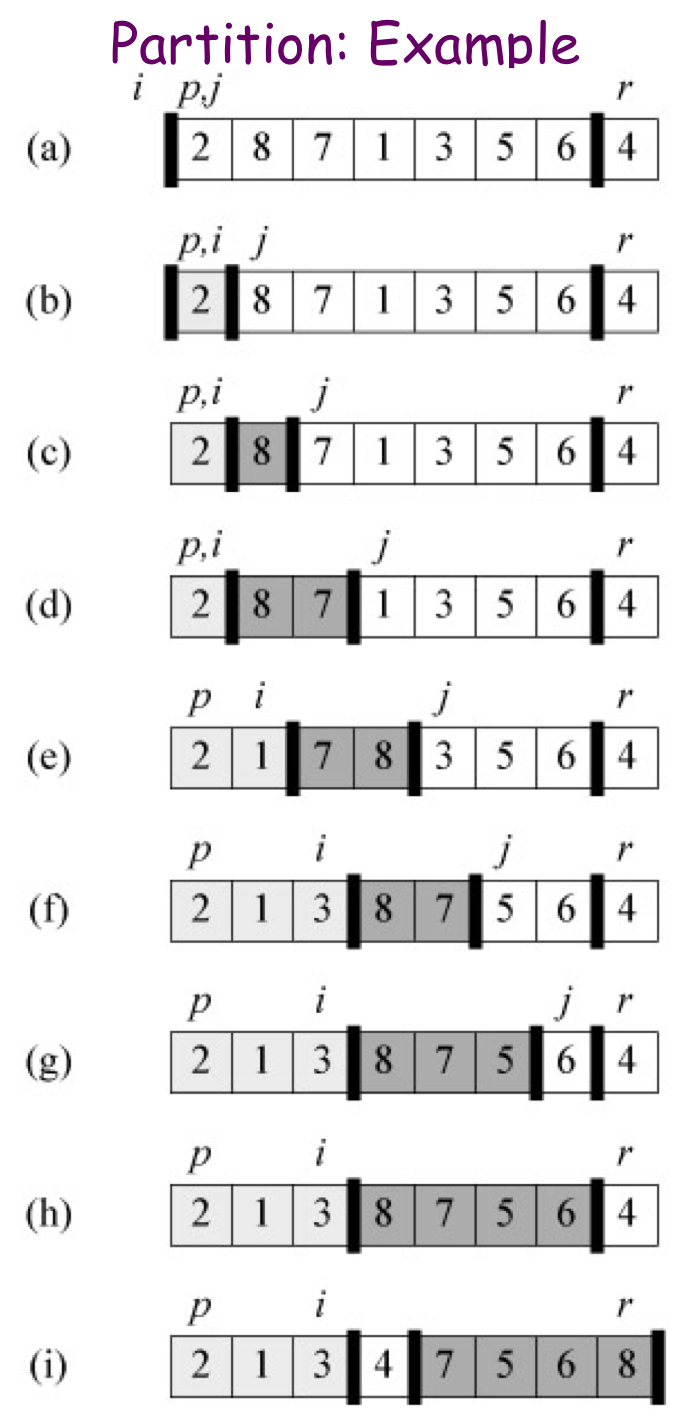 Partition: Example
i p,j r
(a) 2 8 7 1 3 5 6 4
p,i j r
(b) 2 8 7 1 3 5 6 4
p,i j r
(c) 2 8 7 1 3 5 6 4
p,i j r
(d) 2 8 7 1 3 5 6 4
p i j r
(e) 2 1 7 8 3 5 6 4
p i j r
(f) 2 1 3 8 7 5 6 4
p i j r
(g) 2 1 3 8 7 5 6 4
p i r
(h) 2 1 3 8 7 5 6 4
p i r
(i) 2 1 3 4 7 5 6 8